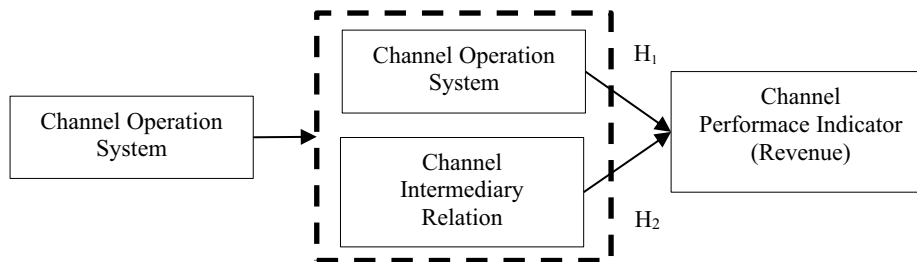 Channel Operation
System
Channel Operation
System
Channel
Intermediary
Relation
H₁
H₂
Channel
Performace Indicator
(Revenue)